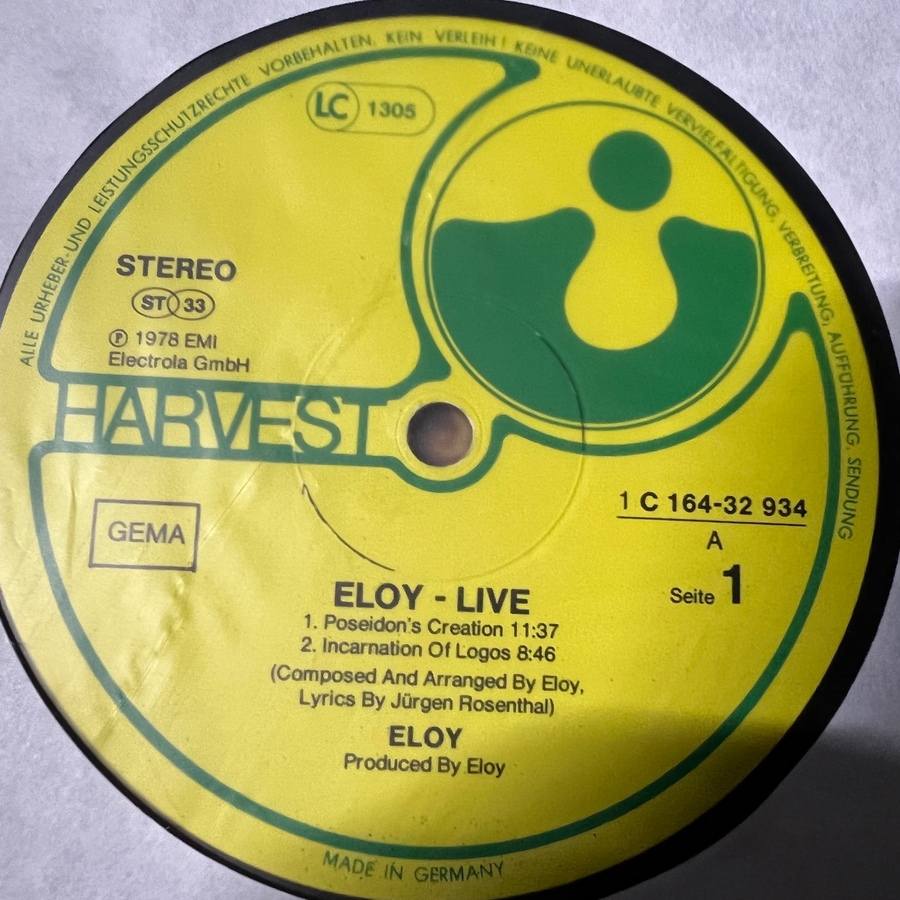 ALLE URHEBER- UND LEISTUNGSSCHUTZRECHTE VORBEHALTEN. KEIN VERLEIH! KEINE UNERLAUBTE VERVIELFÄLTIGUNG, VERBREITUNG, AUFFÜHRUNG, SENDUNG
LC 1305
STEREO
ST 33
℗ 1978 EMI
Electrola GmbH
HARVEST
GEMA
1 C 164-32 934
A
Seite 1
ELOY - LIVE
1. Poseidon's Creation 11:37
2. Incarnation Of Logos 8:46
(Composed And Arranged By Eloy,
Lyrics By Jürgen Rosenthal)
ELOY
Produced By Eloy
MADE IN GERMANY